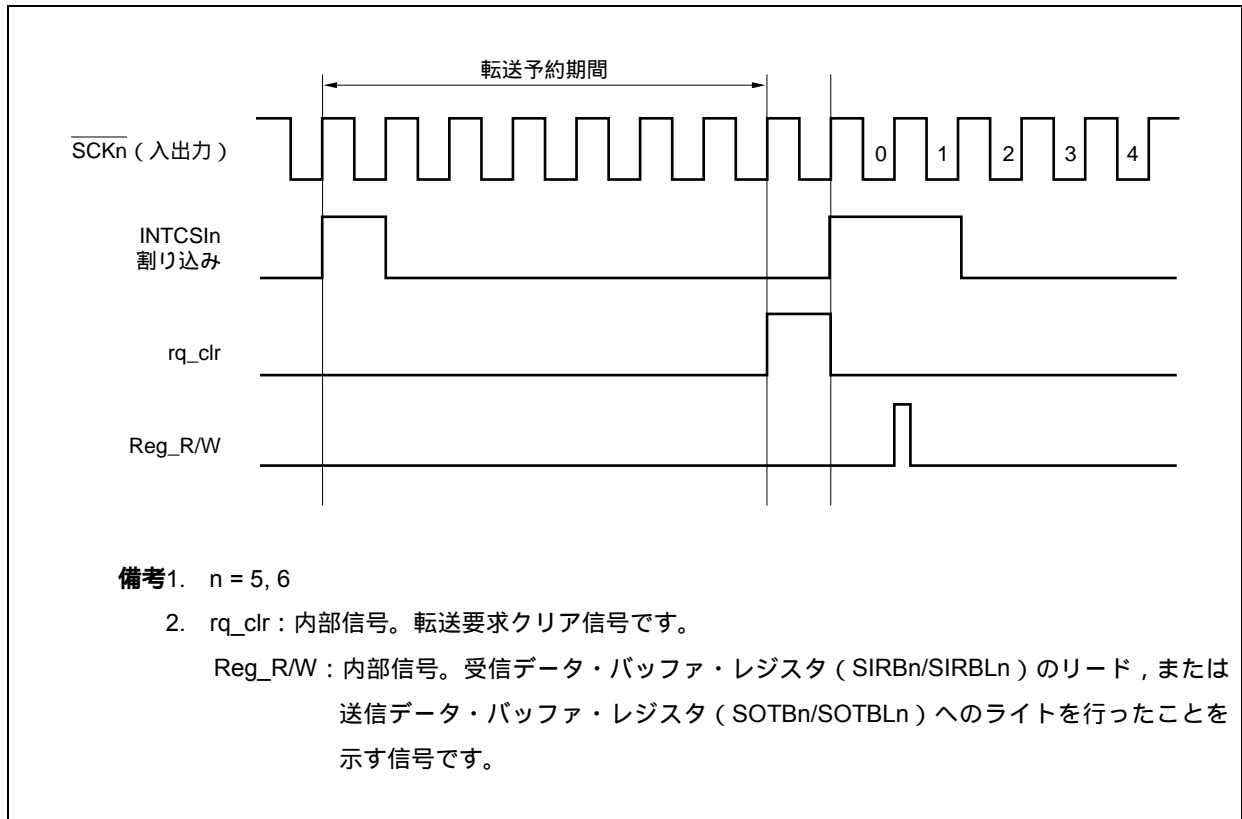 転送予約期間
SCKn(入出力)
0 1 2 3 4
INTCSIn
割り込み
rq_clr
Reg_R/W
備考1. n = 5, 6
2. rq_clr:内部信号。転送要求クリア信号です。
Reg_R/W:内部信号。受信データ・バッファ・レジスタ(SIRBn/SIRBLn)のリード,または
送信データ・バッファ・レジスタ(SOTBn/SOTBLn)へのライトを行ったことを
示す信号です。